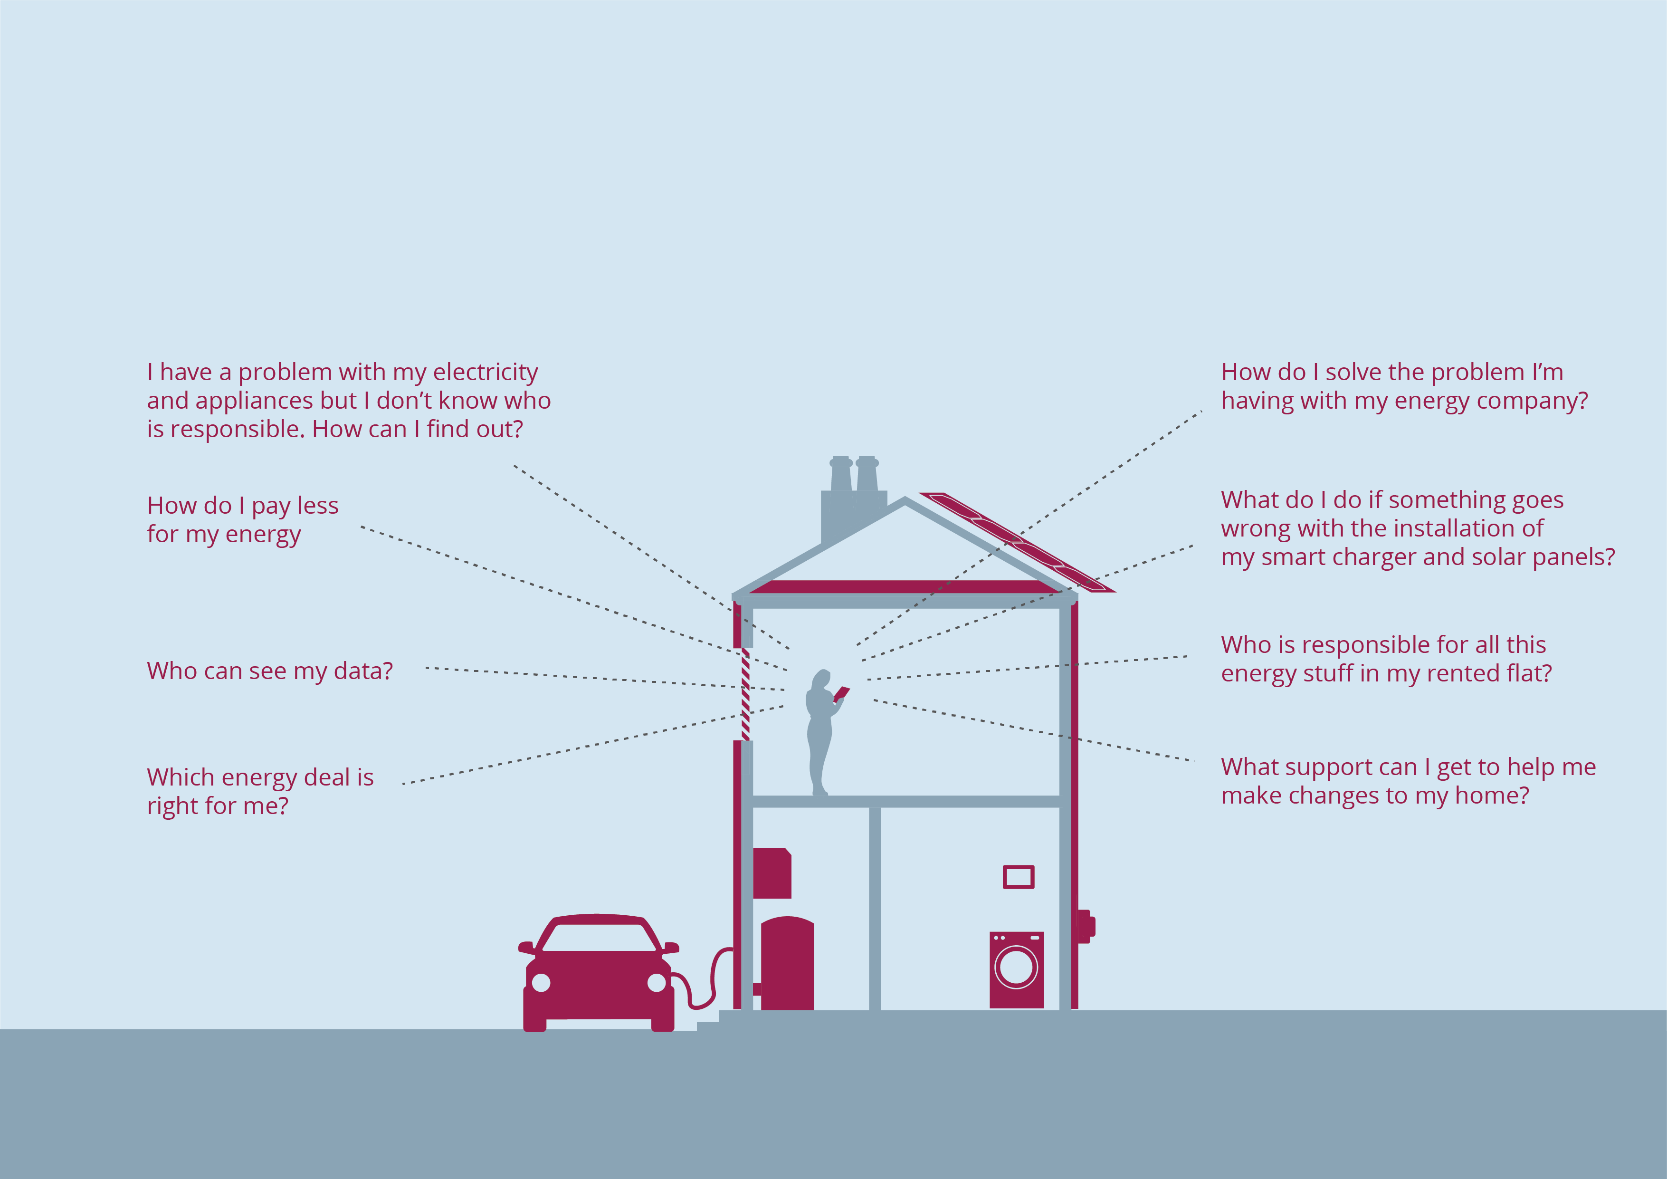 I have a problem with my electricity
and appliances but I don’t know who
is responsible. How can I find out?
How do I pay less
for my energy
Who can see my data?
Which energy deal is
right for me?
How do I solve the problem I’m
having with my energy company?
What do I do if something goes
wrong with the installation of
my smart charger and solar panels?
Who is responsible for all this
energy stuff in my rented flat?
What support can I get to help me
make changes to my home?